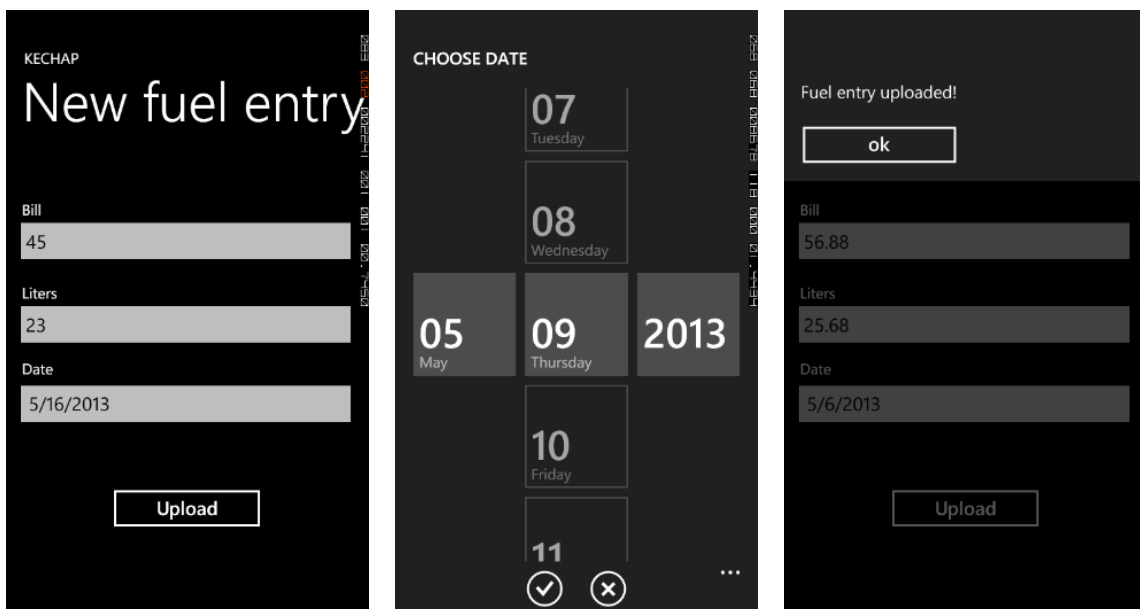 KECHAP
New fuel entry
Bill
45
Liters
23
Date
5/16/2013
Upload
CHOOSE DATE
07
Tuesday
08
Wednesday
05
May
09
Thursday
2013
10
Friday
11
...
Fuel entry uploaded!
ok
Bill
56.88
Liters
25.68
Date
5/6/2013
Upload